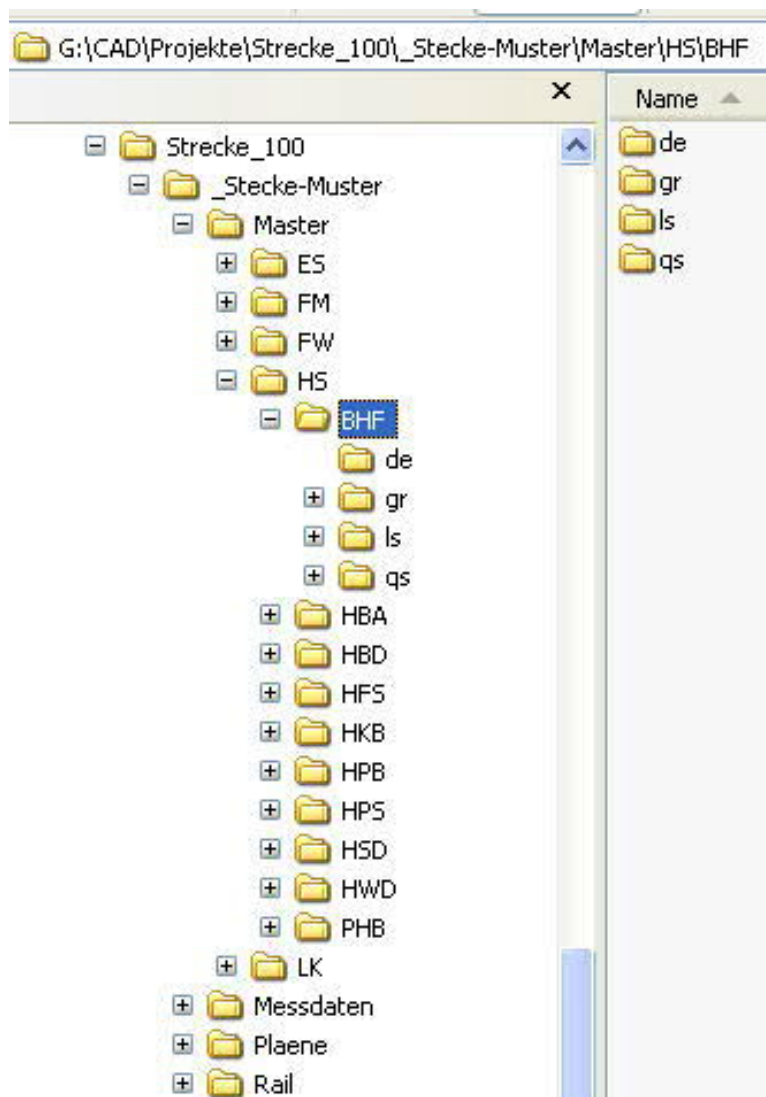 G:\CAD\Projekte\Strecke_100\_Stecke-Muster\Master\HS\BHF
Name
Strecke_100
_Stecke-Muster
Master
ES
FM
FW
HS
BHF
de
gr
ls
qs
HBA
HBD
HFS
HKB
HPB
HPS
HSD
HWD
PHB
LK
Messdaten
Plaene
Rail
de
gr
ls
qs